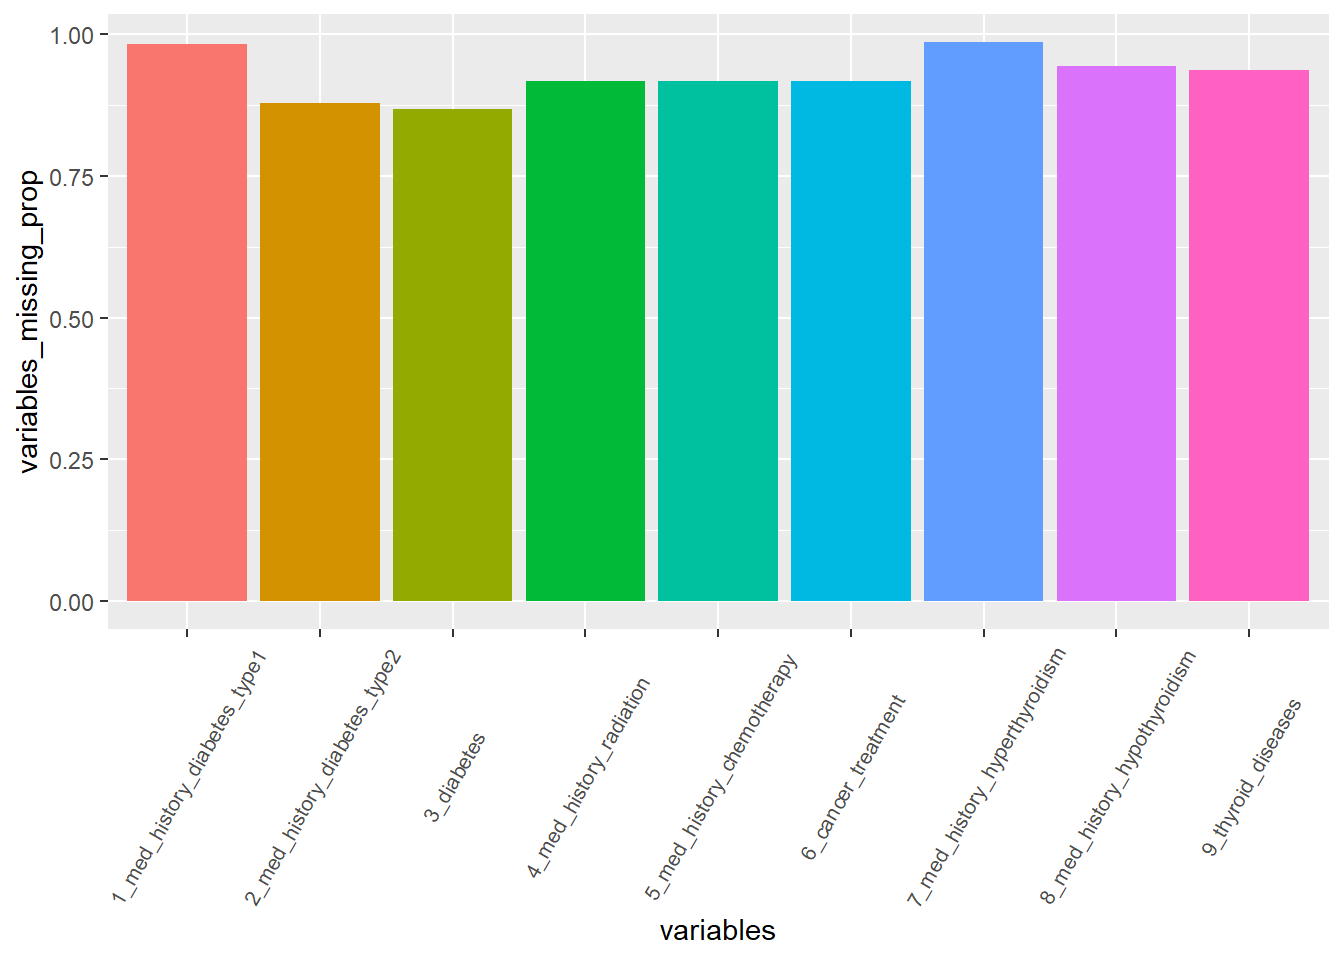 variables_missing_prop
1.00
0.75
0.50
0.25
0.00
1_med_history_diabetes_type1
2_med_history_diabetes_type2
3_diabetes
4_med_history_radiation
5_med_history_chemotherapy
6_cancer_treatment
7_med_history_hyperthyroidism
8_med_history_hypothyroidism
9_thyroid_diseases
variables